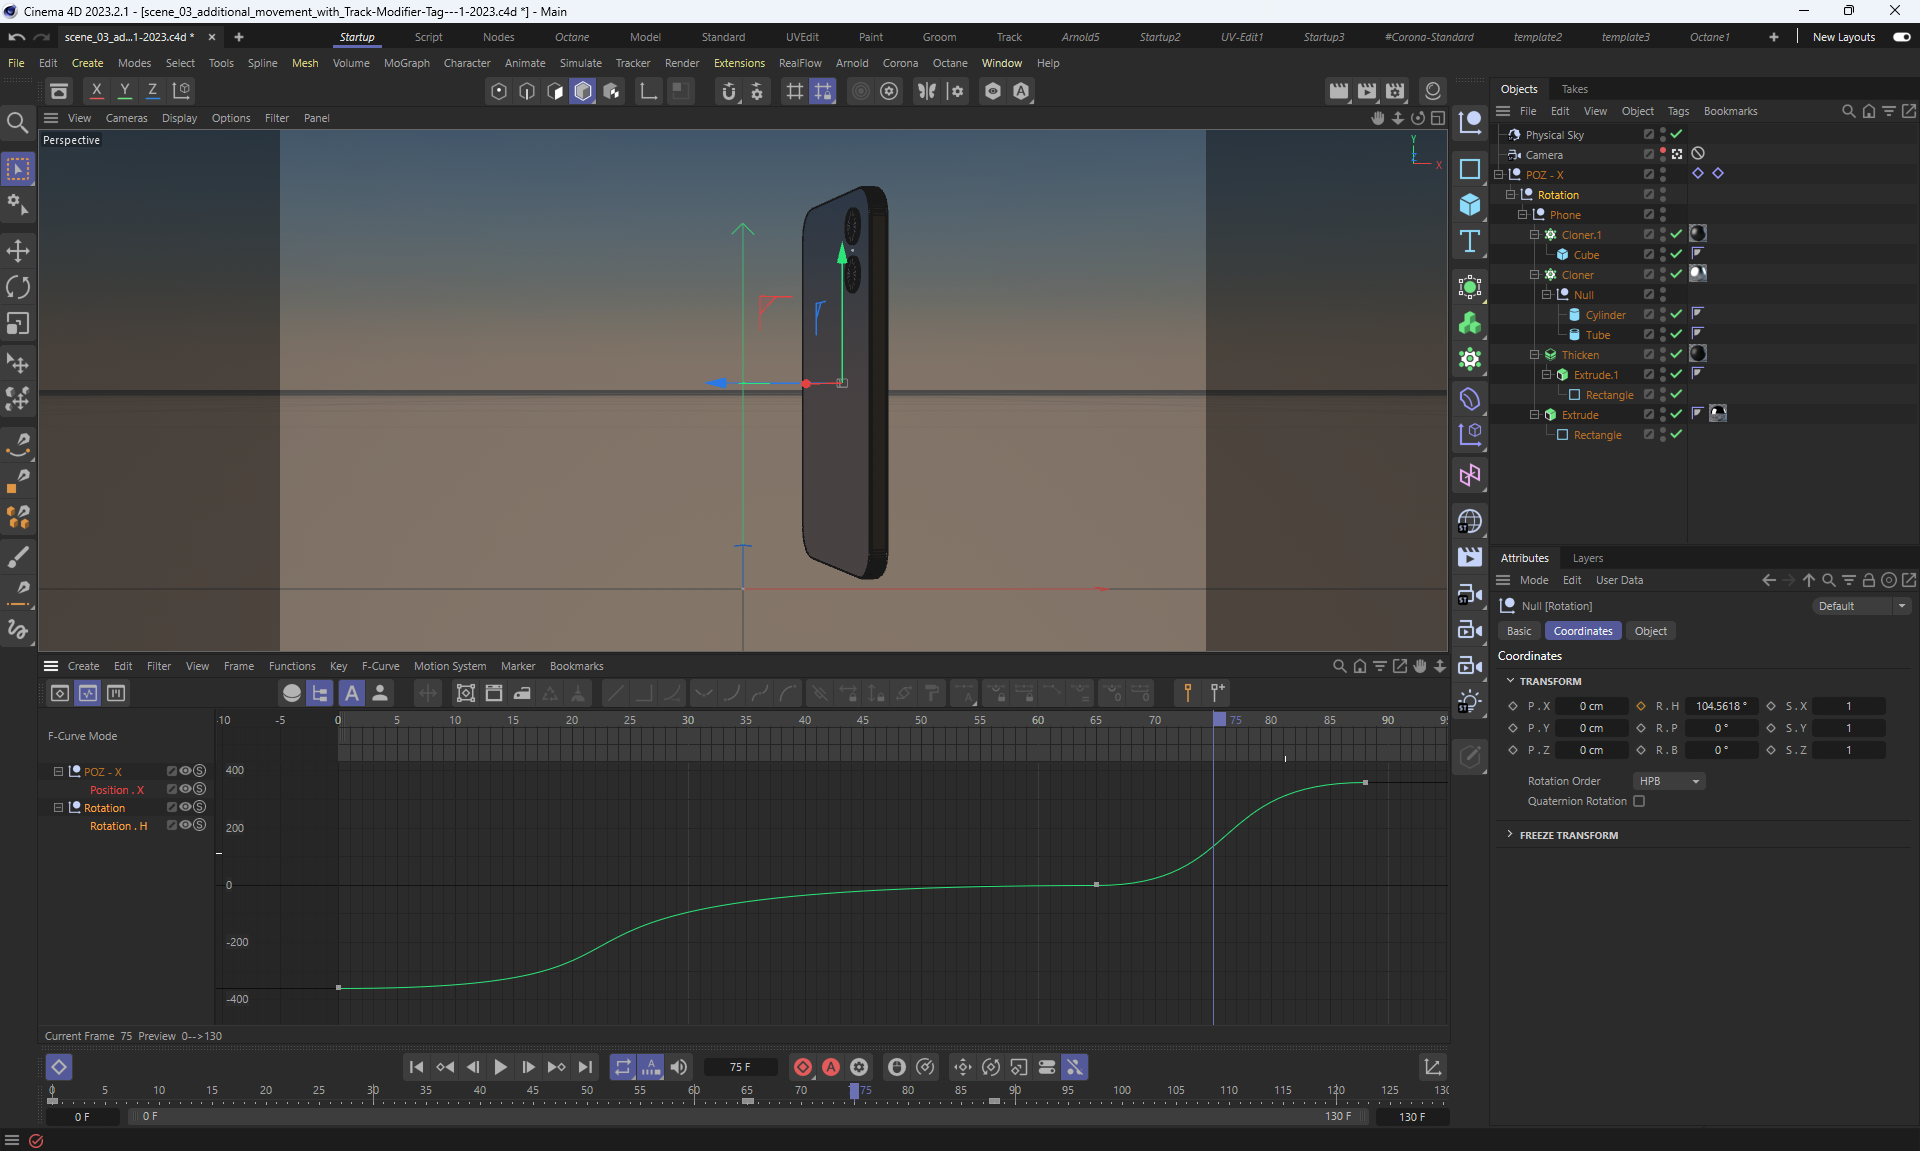 Cinema 4D 2023.2.1 - [scene_03_additional_movement_with_Track-Modifier-Tag---1-2023.c4d *] - Main
scene_03_ad...1-2023.c4d *
Startup Script Nodes Octane Model Standard UVEdit Paint Groom Track Arnold5 Startup2 UV-Edit1 Startup3 #Corona-Standard template2 template3 Octane1 New Layouts
File Edit Create Modes Select Tools Spline Mesh Volume MoGraph Character Animate Simulate Tracker Render Extensions RealFlow Arnold Corona Octane Window Help
X Y Z
View Cameras Display Options Filter Panel
Perspective
Y
Z
X
Objects Takes
File Edit View Object Tags Bookmarks
Physical Sky
Camera
POZ - X
Rotation
Phone
Cloner.1
Cube
Cloner
Null
Cylinder
Tube
Thicken
Extrude.1
Rectangle
Extrude
Rectangle
ST
ST
ST
Attributes Layers
Mode Edit User Data
Null [Rotation]
Default
Basic Coordinates Object
Coordinates
TRANSFORM
P . X 0 cm R . H 104.5618 ° S . X 1
P . Y 0 cm R . P 0 ° S . Y 1
P . Z 0 cm R . B 0 ° S . Z 1
Rotation Order HPB
Quaternion Rotation
FREEZE TRANSFORM
Create Edit Filter View Frame Functions Key F-Curve Motion System Marker Bookmarks
-10 -5 0 5 10 15 20 25 30 35 40 45 50 55 60 65 70 75 80 85 90 95
F-Curve Mode
POZ - X
Position . X
Rotation
Rotation . H
400
200
0
-200
-400
Current Frame 75 Preview 0-->130
75 F
0 5 10 15 20 25 30 35 40 45 50 55 60 65 70 75 80 85 90 95 100 105 110 115 120 125 130
0 F 0 F 130 F 130 F